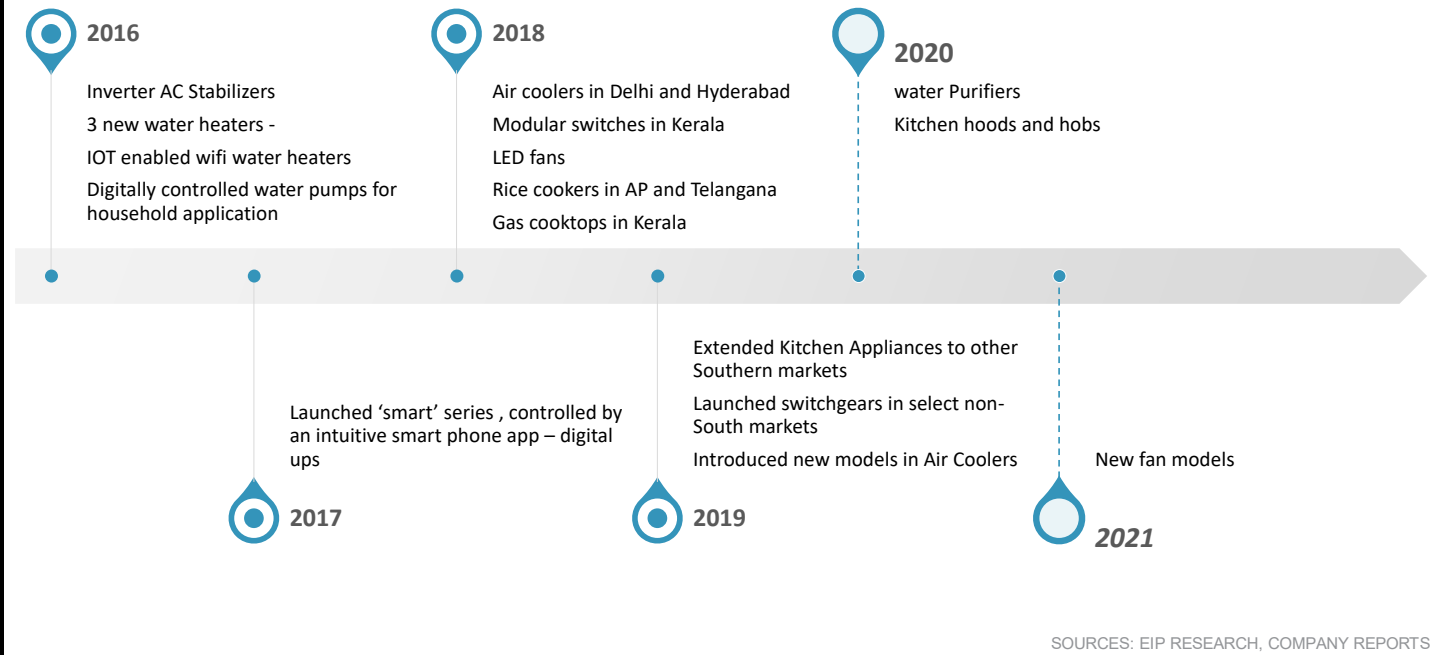 2016
Inverter AC Stabilizers
3 new water heaters -
IOT enabled wifi water heaters
Digitally controlled water pumps for
household application
2018
Air coolers in Delhi and Hyderabad
Modular switches in Kerala
LED fans
Rice cookers in AP and Telangana
Gas cooktops in Kerala
2020
water Purifiers
Kitchen hoods and hobs
Launched ‘smart’ series , controlled by
an intuitive smart phone app – digital
ups
2017
Extended Kitchen Appliances to other
Southern markets
Launched switchgears in select non-
South markets
Introduced new models in Air Coolers
2019
New fan models
2021
SOURCES: EIP RESEARCH, COMPANY REPORTS